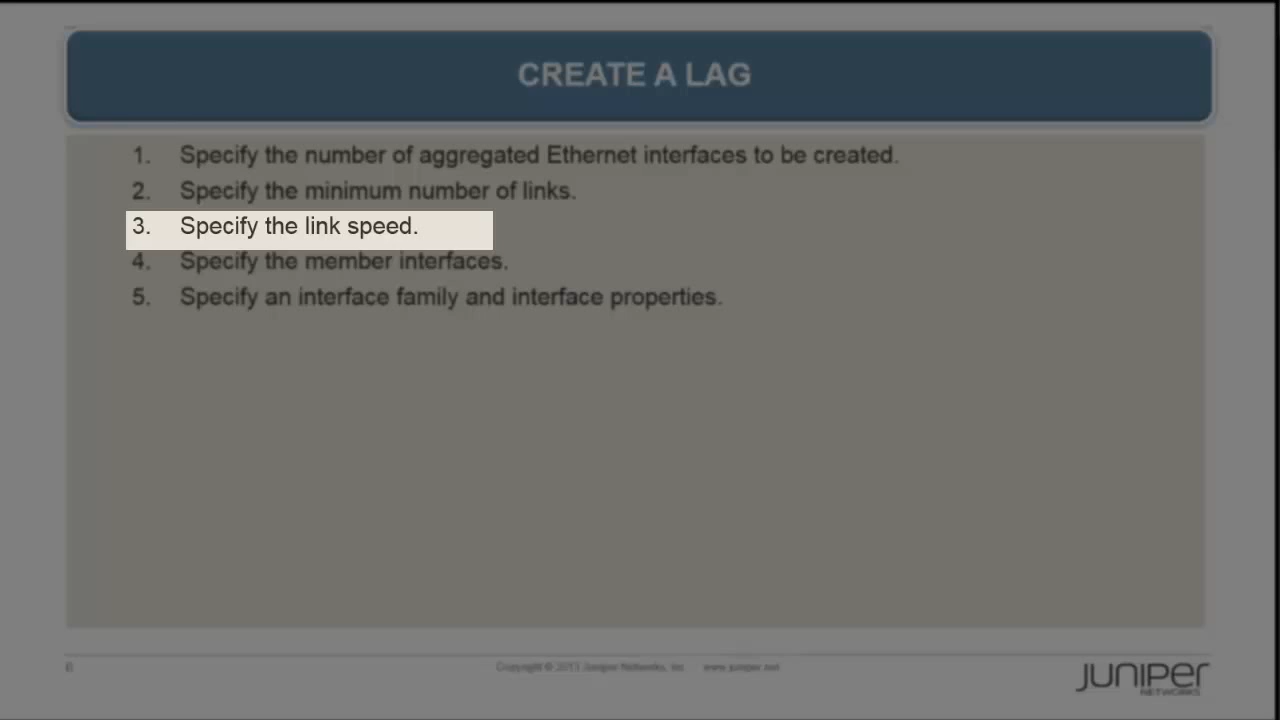 CREATE A LAG
1. Specify the number of aggregated Ethernet interfaces to be created.
2. Specify the minimum number of links.
3. Specify the link speed.
4. Specify the member interfaces.
5. Specify an interface family and interface properties.
6 Copyright © 2013 Juniper Networks, Inc. www.juniper.net
JUNIPER
NETWORKS